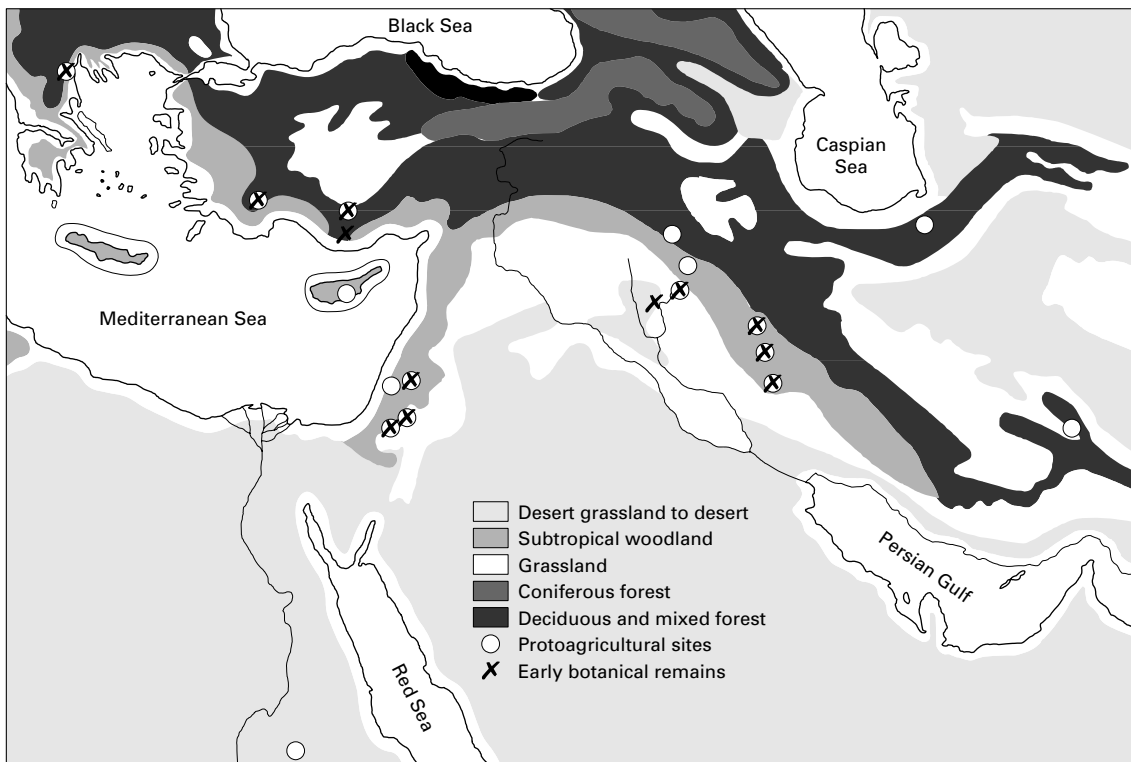 Black Sea
Caspian
Sea
Mediterranean Sea
Desert grassland to desert
Subtropical woodland
Grassland
Coniferous forest
Deciduous and mixed forest
Protoagricultural sites
Early botanical remains
Persian Gulf
Red Sea